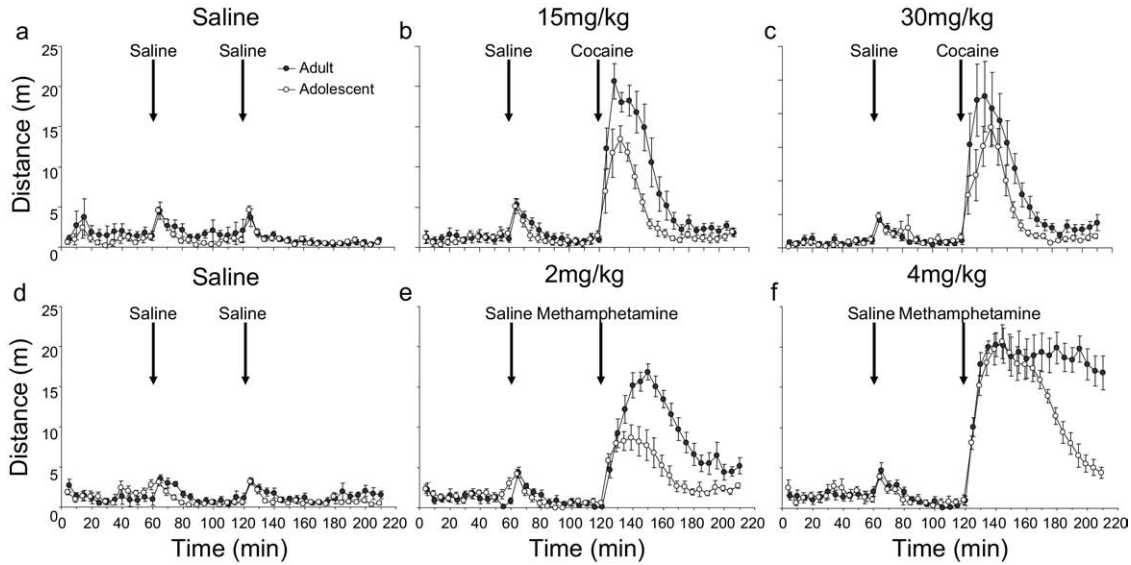 Saline 15mg/kg 30mg/kg
a b c
25 Saline Saline Saline Cocaine Saline Cocaine
Adult
Adolescent
20
15
10
5
0
Distance (m)
Saline 2mg/kg 4mg/kg
d e f
25 Saline Saline Saline Methamphetamine Saline Methamphetamine
20
15
10
5
0
Distance (m)
0 20 40 60 80 100 120 140 160 180 200 220 0 20 40 60 80 100 120 140 160 180 200 220 0 20 40 60 80 100 120 140 160 180 200 220
Time (min) Time (min) Time (min)